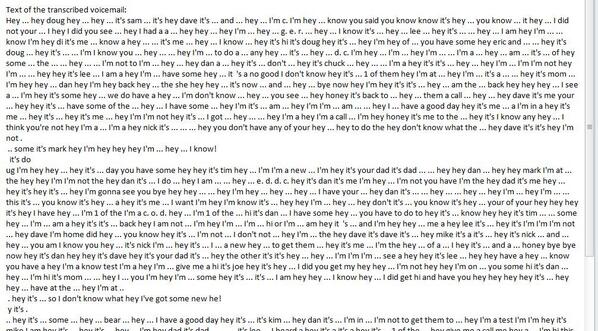 Text of the transcribed voicemail:
Hey ... hey doug hey ... hey ... it's sam ... it's hey dave it's ... and ... hey ... I'm c. I'm hey ... know you said you know know it's hey ... you know ... it hey ... I did
not your ... I hey I did you see ... hey I had a a ... hey hey hey ... I'm hey ... hey ... g. e. r. ... hey ... I know it's ... hey ... lee ... hey it's ... ... hey ... I am hey I'm ... ...
know I'm hey di it's me ... know a hey ... ... it's me ... hey ... I know ... hey it's hi it's doug hey it's ... hey I'm hey of ... you have some hey eric and ... ... hey it's
doug ... hey it's ... ... I'm I know you ... hey ... ... hey I'm ... to do a ... any hey ... it's ... hey ... d. c. I'm hey ... I'm ... I'm hey ... ... I'm a ... call ... am ... it's ... of hey
some ... the ... ... hey ... ... I'm not to I'm ... hey ... hey dan a ... hey it's ... don't ... hey it's chuck ... hey ... ... I'm a hey it's it's ... hey ... hey I'm ... I'm I'm not hey
I'm ... ... hey hey it's lee ... I am a hey I'm ... have some hey ... it  's a no good I don't know hey it's ... 1 of them hey I'm at ... hey I'm ... it's a ... ... hey it's mom ...
I'm hey hey ... dan hey I'm hey back hey ... the she hey hey ... it's now ... and ... hey ... bye now hey I'm hey it's it's ... hey ... am the ... back hey hey hey ... I see
a ... I'm hey it's some hey ... we do have a hey ... I'm don't know ... hey ... you see ... hey honey it's back to ... hey ... them a call ... hey ... hey dave it's me your
... hey hey it's ... have some of the ... hey ... I have some ... hey I'm it's ... am ... hey I'm I'm ... am ... ... hey I ... have a good day hey it's me ... a I'm in a hey it's
me ... hey it's ... hey it's me ... hey I'm I'm not hey it's ... I got ... hey ... ... hey I'm a hey I'm a call ... I'm hey honey it's me to the ... hey it's I know any hey ... I
think you're not hey I'm a ... I'm a hey nick it's ... ... ... hey you don't have any of your hey ... hey to do the hey don't know what the ... hey dave it's it's hey I'm
not .
.. some it's mark hey I'm hey hey hey I'm ... hey ... I know!
it's do
ug I'm hey hey ... hey it's ... day you have some hey hey it's tim hey ... I'm I'm a new ... I'm hey it's your dad it's dad ... ... hey hey dan ... hey hey mark I'm at ...
the hey hey I'm I'm not the hey dan it's ... I do ... hey I am ... ... hey ... e. d. d. c. hey it's dan it's me I'm hey ... I'm not you have I'm the hey dad it's me hey ...
hey it's hey it's ... hey I'm gonna see you bye hey hey ... ... hey I'm hey ... hey ... ... hey ... I have your ... hey dan it's ... ... hey ... ... ... hey hey I'm ... hey I'm ... ...
this it's ... you know it's hey ... a hey it's me ... I want I'm hey I'm know it's ... hey hey I'm ... hey ... hey don't it's ... you know it's hey ... your of your hey hey hey
it's hey I have hey ... I'm 1 of the I'm a c. o. d. hey ... I'm 1 of the ... hi it's dan ... I have some hey ... you have to do to hey it's ... know hey hey it's tim ... ... some
hey ... I'm ... am a hey it's it's ... back hey I am not ... I'm hey I'm ... I'm ... hi or I'm ... am hey it  's ... and I'm hey hey ... me a hey lee it's ... hey it's I'm I'm I'm not
... hey dave I'm home did hey ... you know hey it's ... I'm not ... I don't ... hey I'm ... the hey dave it's dave it's ... hey mike it's a it's ... hey it's nick ... and ...
hey ... you am I know you hey ... it's nick I'm ... hey it's ... I ... a new hey ... to get them ... hey it's me ... I'm the hey ... of a ... I hey it's ... and a ... honey bye bye
now hey it's dan hey hey it's dave hey it's your dad it's ... hey the other it's it's hey ... hey ... I'm I'm I'm ... see a hey hey it's lee ... hey hey hey have a hey ... know
you have a hey I'm a know test I'm a hey I'm ... give me a hi it's joe hey it's hey ... I did you get my hey hey ... I'm not hey hey I'm on ... you some hi it's dan ...
hey ... I'm hi it's mom ... ... hey I ... you I'm hey I'm ... some hey it's ... it's ... I am hey hey ... I know hey ... I did get hi and have you hey hey hey hey it's ... hey
hey ... have at the ... hey I'm at ..
. hey it's ... so I don't know what hey I've got some new he!
y it's .
.. hey it's ... some ... hey ... bear ... hey ... I have a good day hey it's ... it's kim ... hey dan it's ... I'm in ... I'm not to get them to ... hey I'm a test I'm I'm hey it's